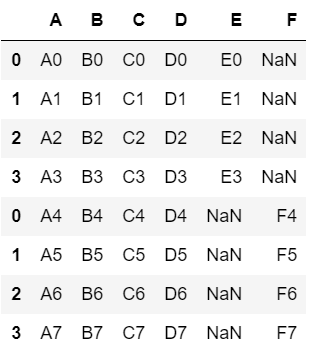 A B C D E F
0 A0 B0 C0 D0 E0 NaN
1 A1 B1 C1 D1 E1 NaN
2 A2 B2 C2 D2 E2 NaN
3 A3 B3 C3 D3 E3 NaN
0 A4 B4 C4 D4 NaN F4
1 A5 B5 C5 D5 NaN F5
2 A6 B6 C6 D6 NaN F6
3 A7 B7 C7 D7 NaN F7